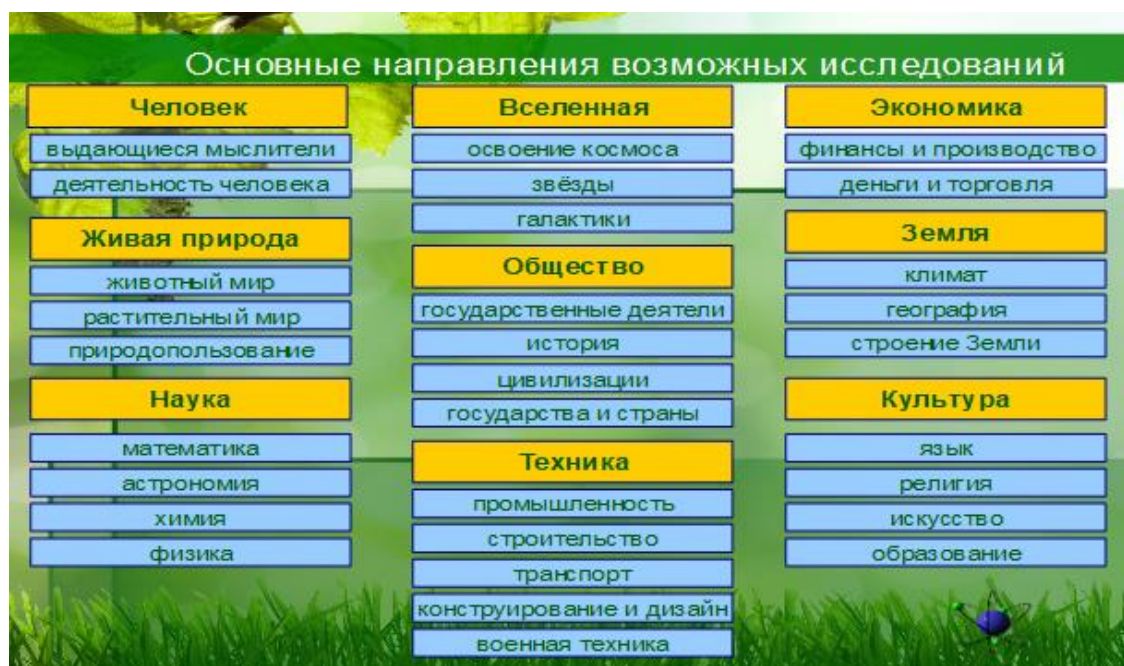 Основные направления возможных исследований
Человек
выдающиеся мыслители
деятельность человека
Живая природа
животный мир
растительный мир
природопользование
Наука
математика
астрономия
химия
физика
Вселенная
освоение космоса
звёзды
галактики
Общество
государственные деятели
история
цивилизации
государства и страны
Техника
промышленность
строительство
транспорт
конструирование и дизайн
военная техника
Экономика
финансы и производство
деньги и торговля
Земля
климат
география
строение Земли
Культура
язык
религия
искусство
образование